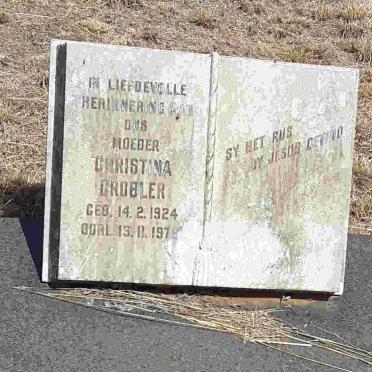 IN LIEFDEVOLLE
HERINNERING AAN
ONS
MOEDER
CHRISTINA
GROBLER
GEB. 14.2.1924
OORL. 13.11.197
SY HET RUS
BY JESUS GEVIND